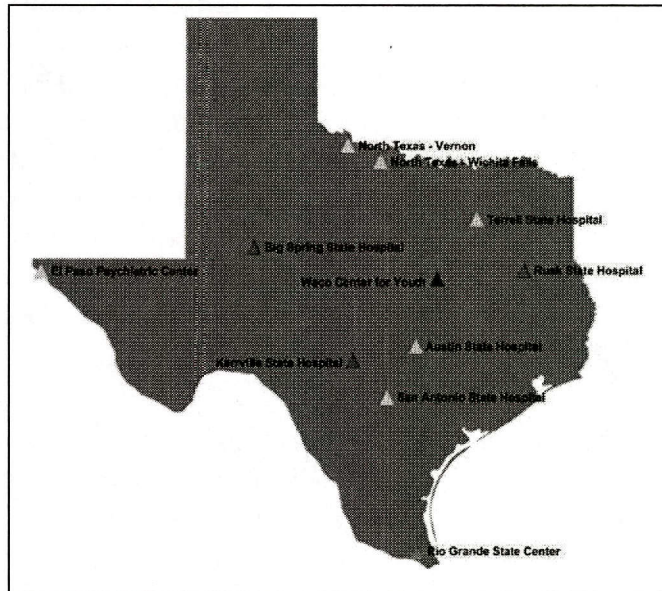 North Texas - Vernon
North Texas - Wichita Falls
Terrell State Hospital
Big Spring State Hospital
El Paso Psychiatric Center
Rusk State Hospital
Waco Center for Youth
Austin State Hospital
Kerrville State Hospital
San Antonio State Hospital
Rio Grande State Center